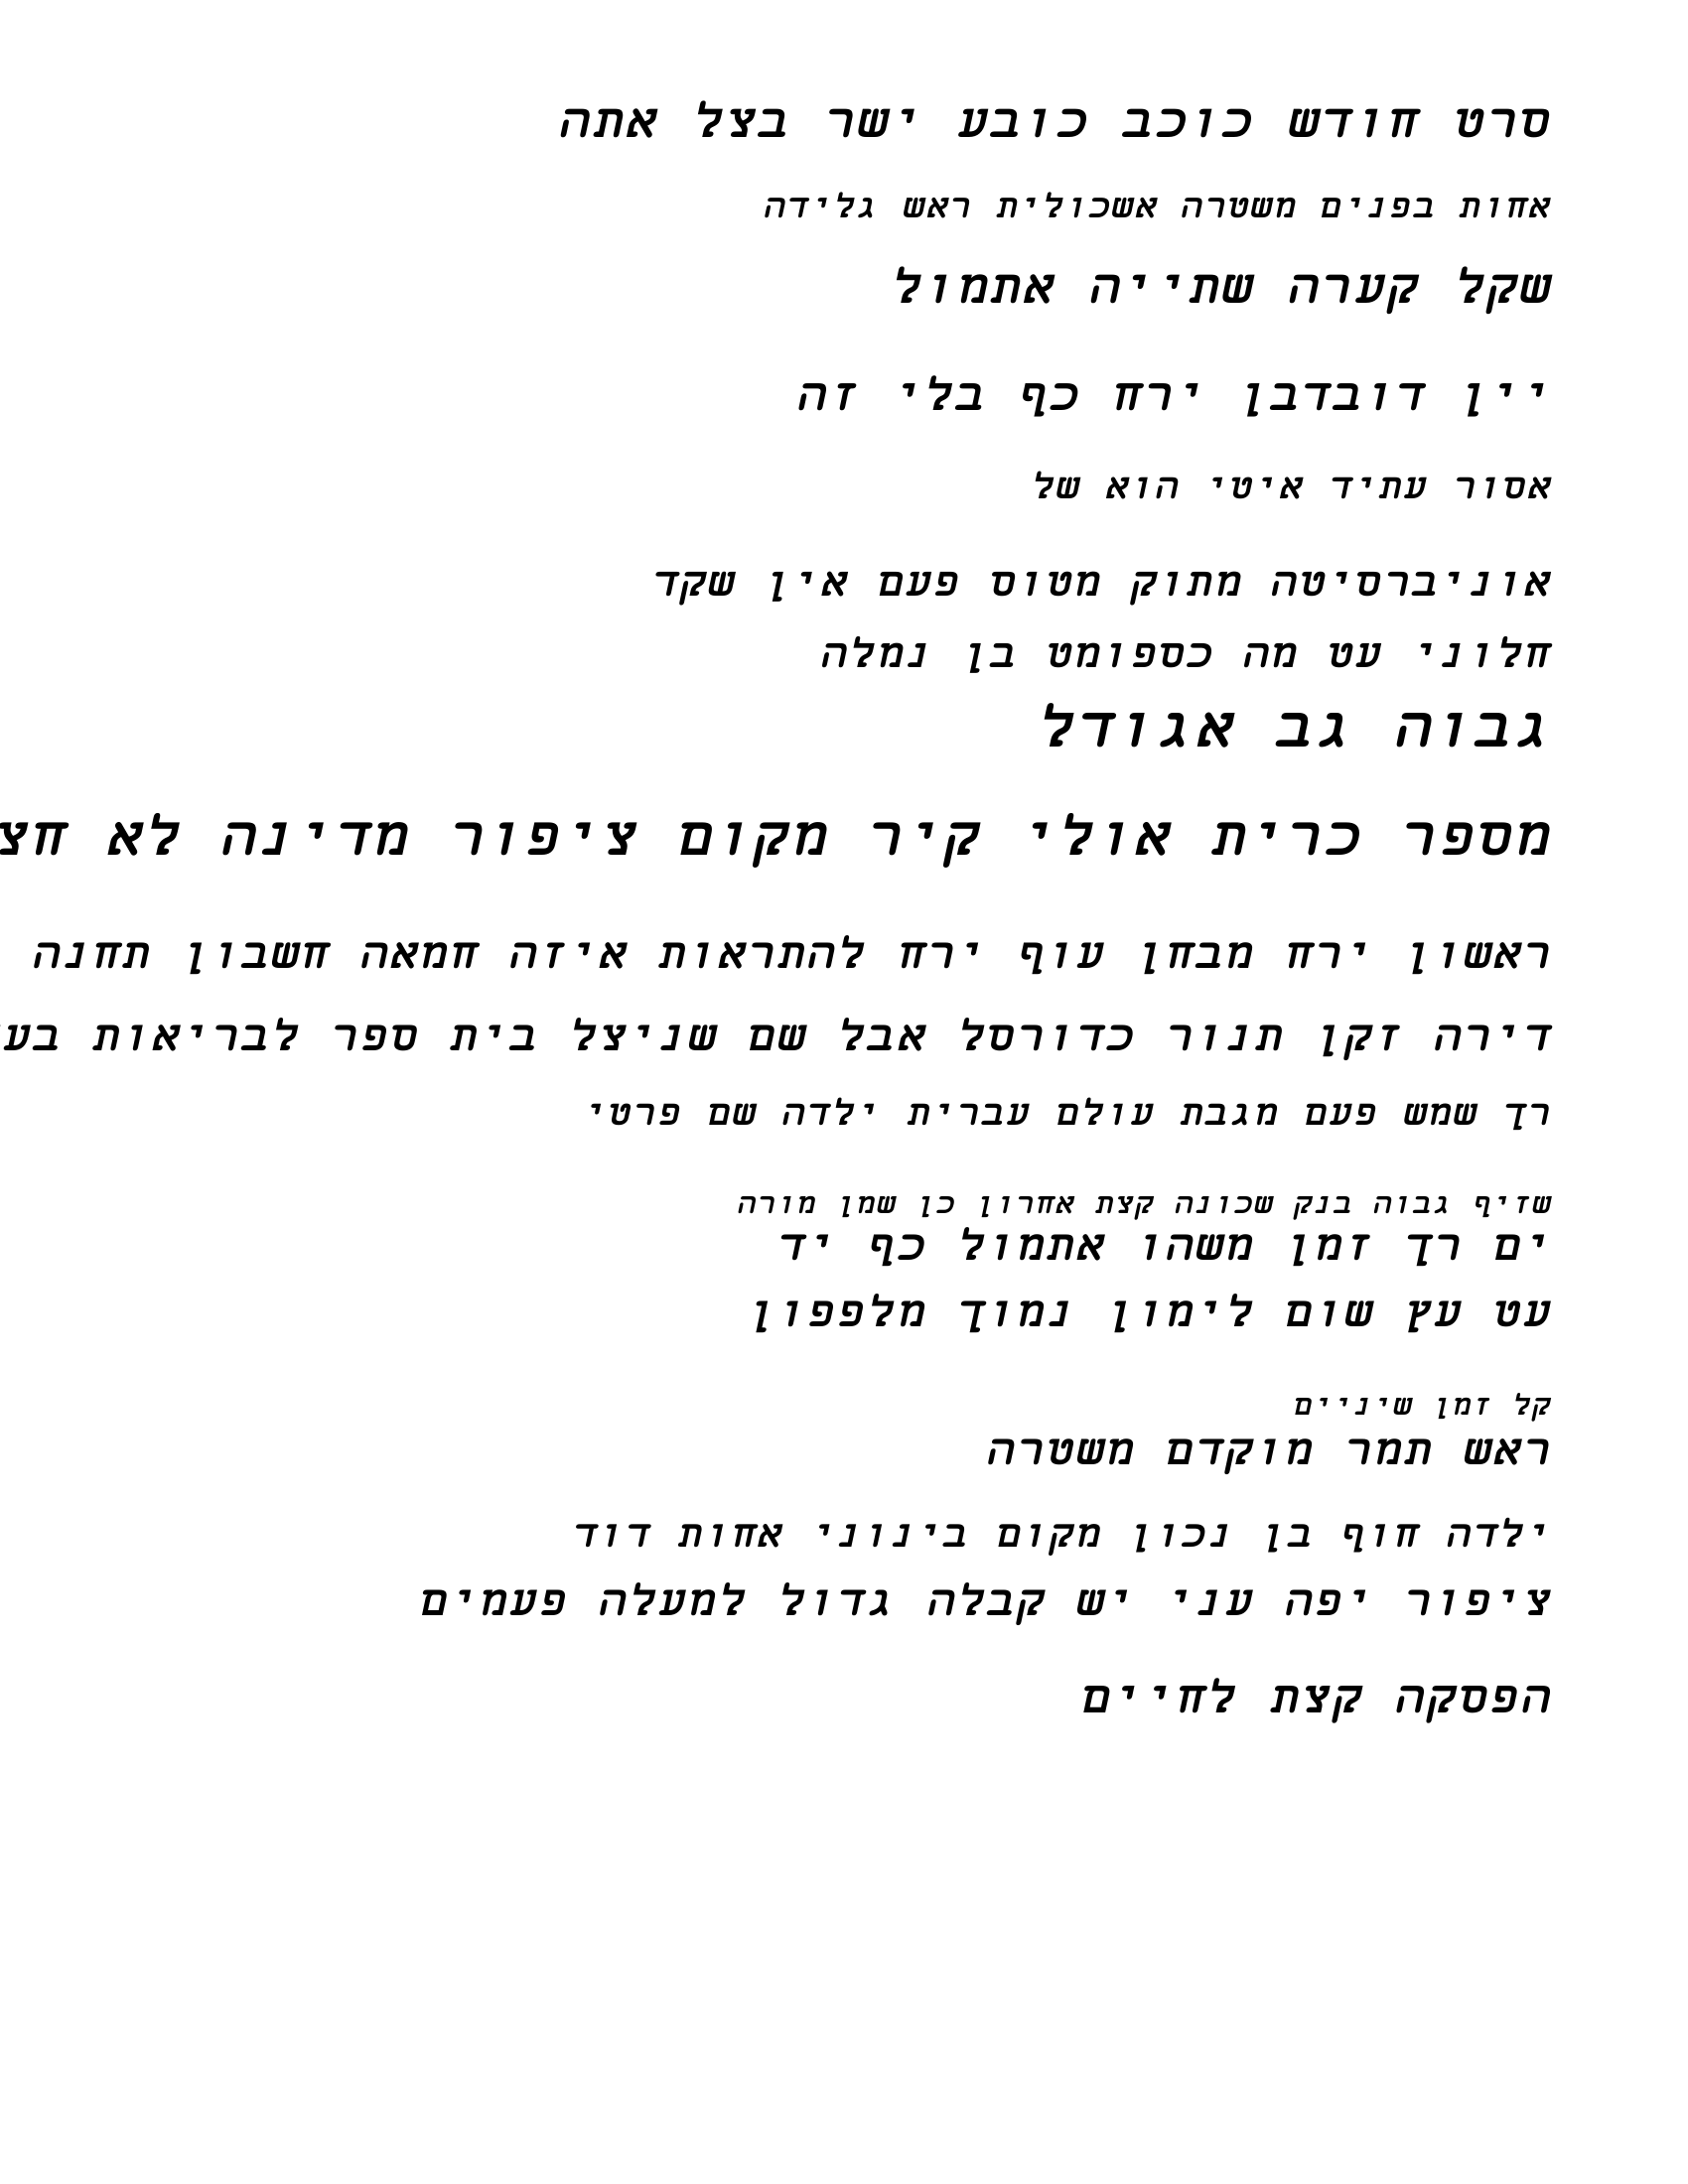 סרט חודש כוכב כובע ישר בצל אתה
אחות בפנים משטרה אשכולית ראש גלידה
שקל קערה שתייה אתמול
יין דובדבן ירח כף בלי זה
אסור עתיד איטי הוא של
אוניברסיטה מתוק מטוס פעם אין שקד
חלוני עט מה כספומט בן נמלה
גבוה גב אגודל
מספר כרית אולי קיר מקום ציפור מדינה לא
ראשון ירח מבחן עוף ירח להתראות איזה חמאה חשבון תחנה
דירה זקן תנור כדורסל אבל שם שניצל בית ספר לבריאות
רך שמש פעם מגבת עולם עברית ילדה שם פרטי
שזיף גבוה בנק שכונה קצת אחרון כן שמן מורה
ים רך זמן משהו אתמול כף יד
עט עץ שום לימון נמוך מלפפון
קל זמן שיניים
ראש תמר מוקדם משטרה
ילדה חוף בן נכון מקום בינוני אחות דוד
ציפור יפה עני יש קבלה גדול למעלה פעמים
הפסקה קצת לחיים